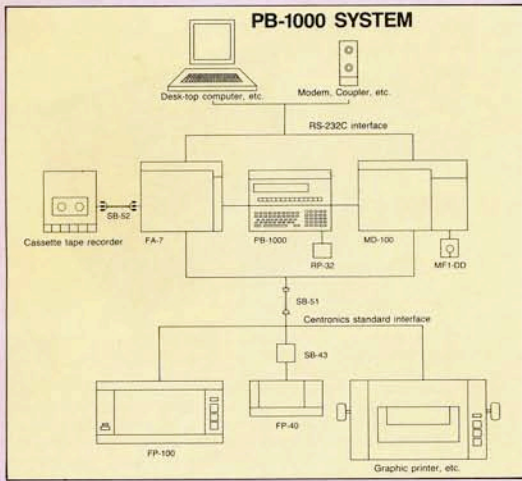 PB-1000 SYSTEM
Desk-top computer, etc.
Modem, Coupler, etc.
RS-232C interface
SB-52
Cassette tape recorder
FA-7
PB-1000
RP-32
MD-100
MF1-DD
SB-51
Centronics standard interface
SB-43
FP-100
FP-40
Graphic printer, etc.